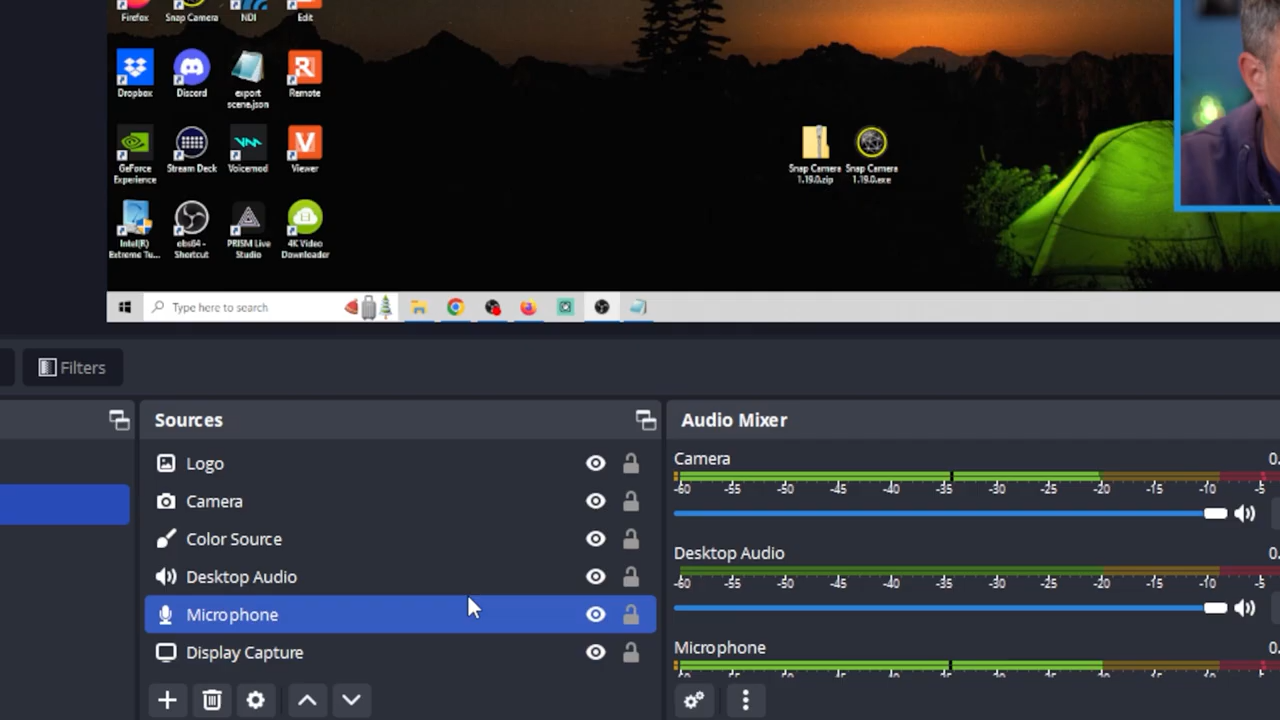 Firefox
Snap Camera
NDI
Edit
Dropbox
Discord
export
scene.json
Remote
GeForce
Experience
Stream Deck
Voicemod
Viewer
Snap Camera
1.19.0.zip
Snap Camera
1.19.0.exe
Intel(R)
Extreme Tu...
obs64 -
Shortcut
PRISM Live
Studio
4K Video
Downloader
Type here to search
Filters
Sources
Logo
Camera
Color Source
Desktop Audio
Microphone
Display Capture
Audio Mixer
Camera 0.
-60 -55 -50 -45 -40 -35 -30 -25 -20 -15 -10 -5
Desktop Audio 0.
-60 -55 -50 -45 -40 -35 -30 -25 -20 -15 -10 -5
Microphone 0.